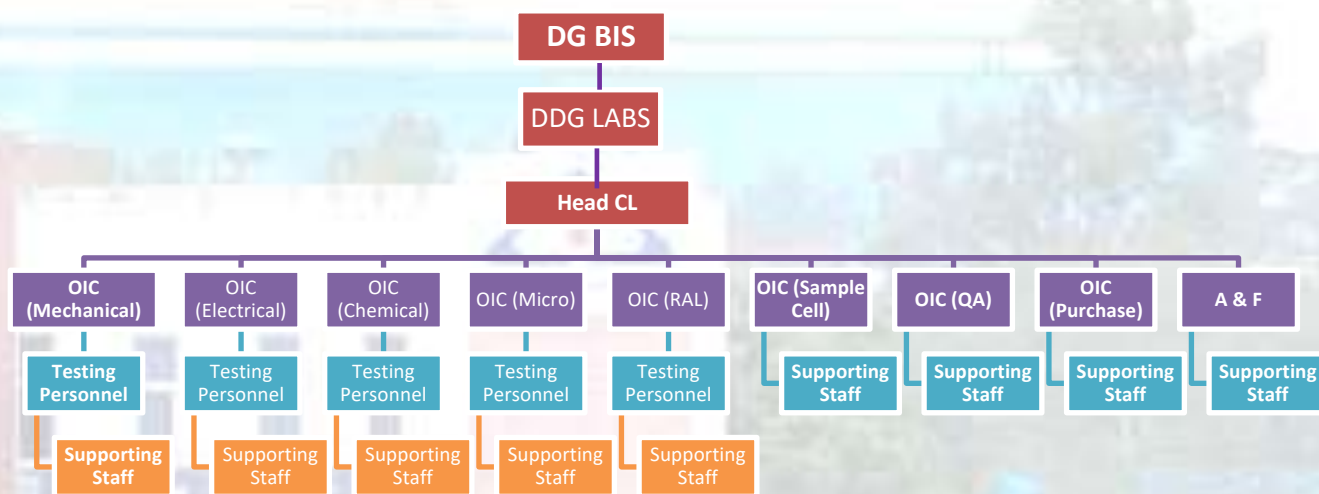 DG BIS
DDG LABS
Head CL
OIC
(Mechanical)
OIC
(Electrical)
OIC
(Chemical)
OIC (Micro)
OIC (RAL)
OIC (Sample
Cell)
OIC (QA)
OIC
(Purchase)
A & F
Testing
Personnel
Testing
Personnel
Testing
Personnel
Testing
Personnel
Testing
Personnel
Supporting
Staff
Supporting
Staff
Supporting
Staff
Supporting
Staff
Supporting
Staff
Supporting
Staff
Supporting
Staff
Supporting
Staff
Supporting
Staff